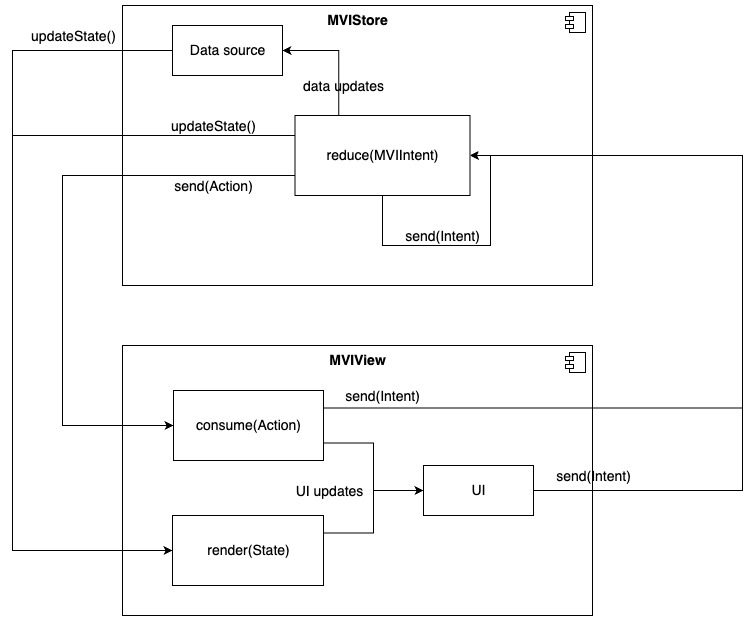 MVIStore
updateState()
Data source
data updates
updateState()
reduce(MVIIntent)
send(Action)
send(Intent)
MVIView
send(Intent)
consume(Action)
send(Intent)
UI updates
UI
render(State)